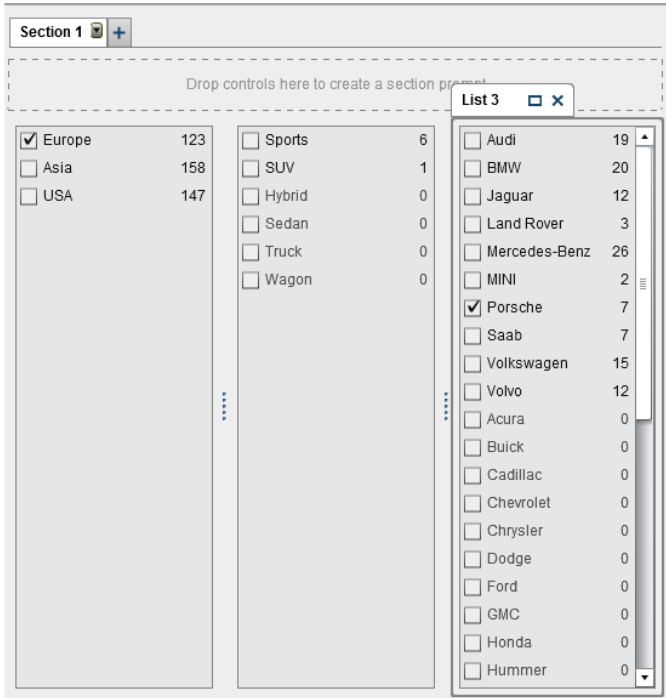 Section 1 +
Drop controls here to create a section prompt
List 3
Europe 123
Asia 158
USA 147
Sports 6
SUV 1
Hybrid 0
Sedan 0
Truck 0
Wagon 0
Audi 19
BMW 20
Jaguar 12
Land Rover 3
Mercedes-Benz 26
MINI 2
Porsche 7
Saab 7
Volkswagen 15
Volvo 12
Acura 0
Buick 0
Cadillac 0
Chevrolet 0
Chrysler 0
Dodge 0
Ford 0
GMC 0
Honda 0
Hummer 0